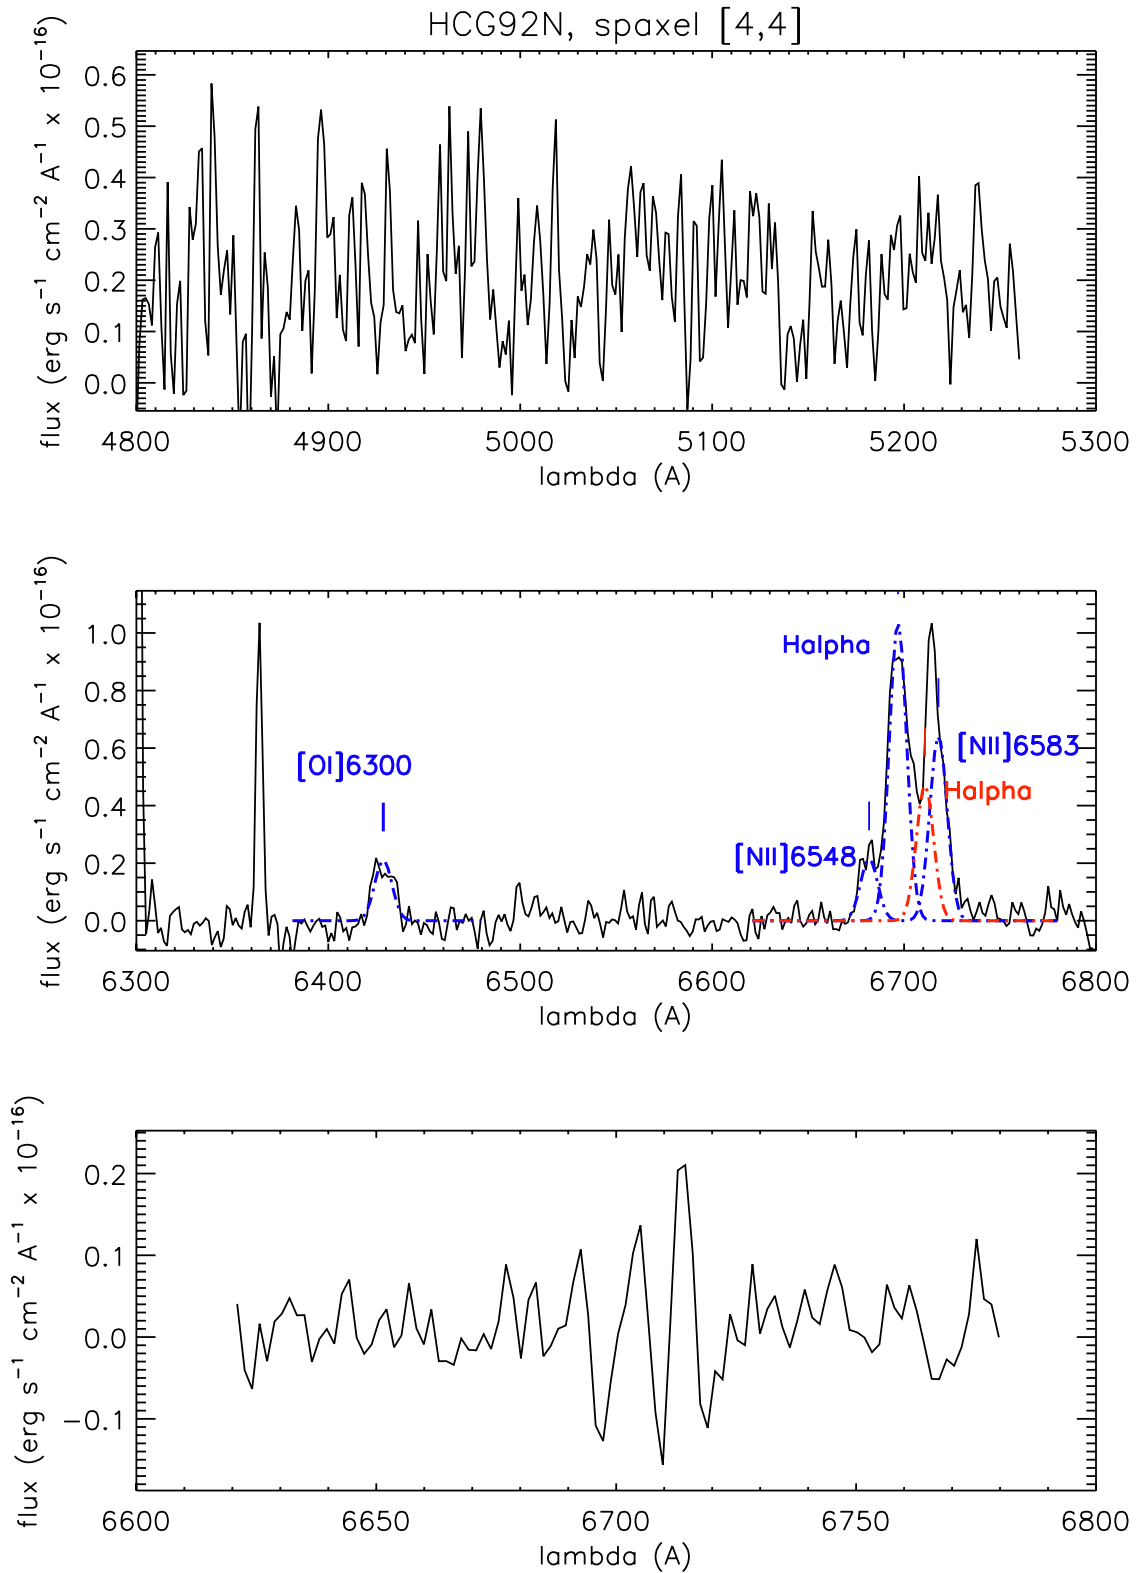 HCG92N, spaxel [4,4]
flux (erg s⁻¹ cm⁻² A⁻¹ x 10⁻¹⁶)
0.6
0.5
0.4
0.3
0.2
0.1
0.0
4800 4900 5000 5100 5200 5300
lambda (A)
flux (erg s⁻¹ cm⁻² A⁻¹ x 10⁻¹⁶)
1.0
0.8
0.6
0.4
0.2
0.0
Halpha
[OI]6300
[NII]6583
Halpha
[NII]6548
6300 6400 6500 6600 6700 6800
lambda (A)
flux (erg s⁻¹ cm⁻² A⁻¹ x 10⁻¹⁶)
0.2
0.1
0.0
−0.1
6600 6650 6700 6750 6800
lambda (A)